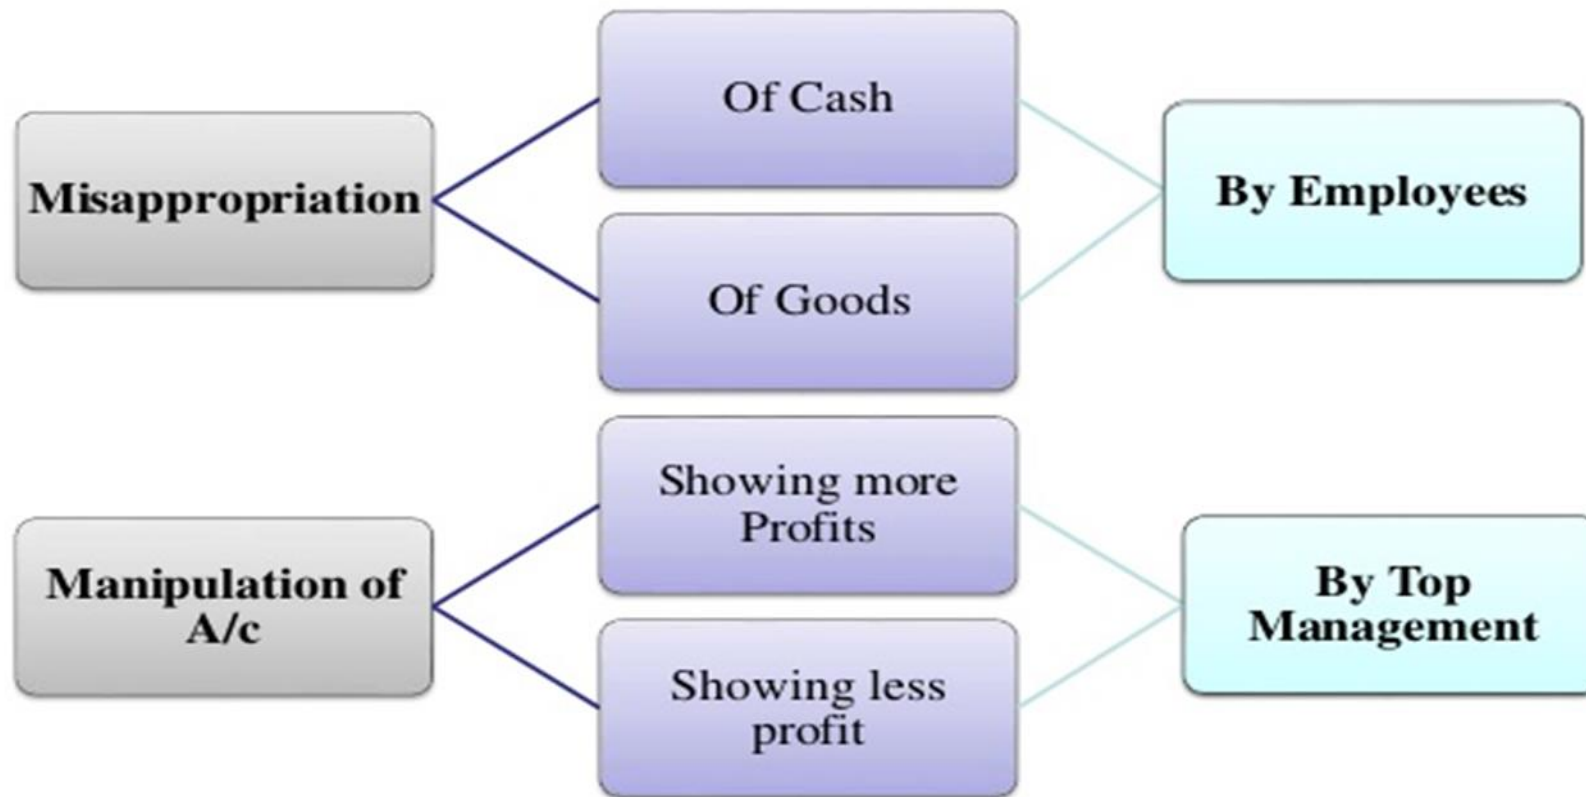 Misappropriation
Of Cash
Of Goods
By Employees
Manipulation of
A/c
Showing more
Profits
Showing less
profit
By Top
Management